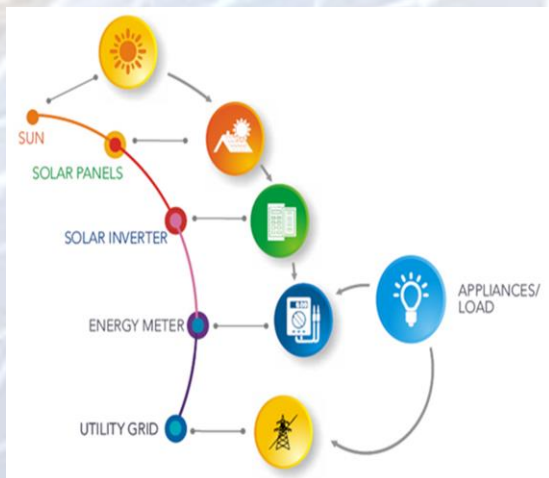 SUN
SOLAR PANELS
SOLAR INVERTER
ENERGY METER
UTILITY GRID
APPLIANCES/
LOAD